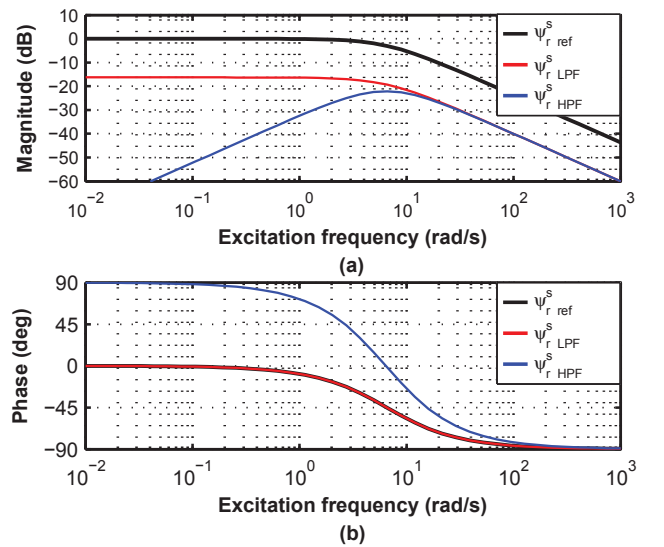 10
0
−10
−20
−30
−40
−50
−60
Magnitude (dB)
ψ^s_r ref
ψ^s_r LPF
ψ^s_r HPF
10^−2 10^−1 10^0 10^1 10^2 10^3
Excitation frequency (rad/s)
(a)
90
45
0
−45
−90
Phase (deg)
ψ^s_r ref
ψ^s_r LPF
ψ^s_r HPF
10^−2 10^−1 10^0 10^1 10^2 10^3
Excitation frequency (rad/s)
(b)